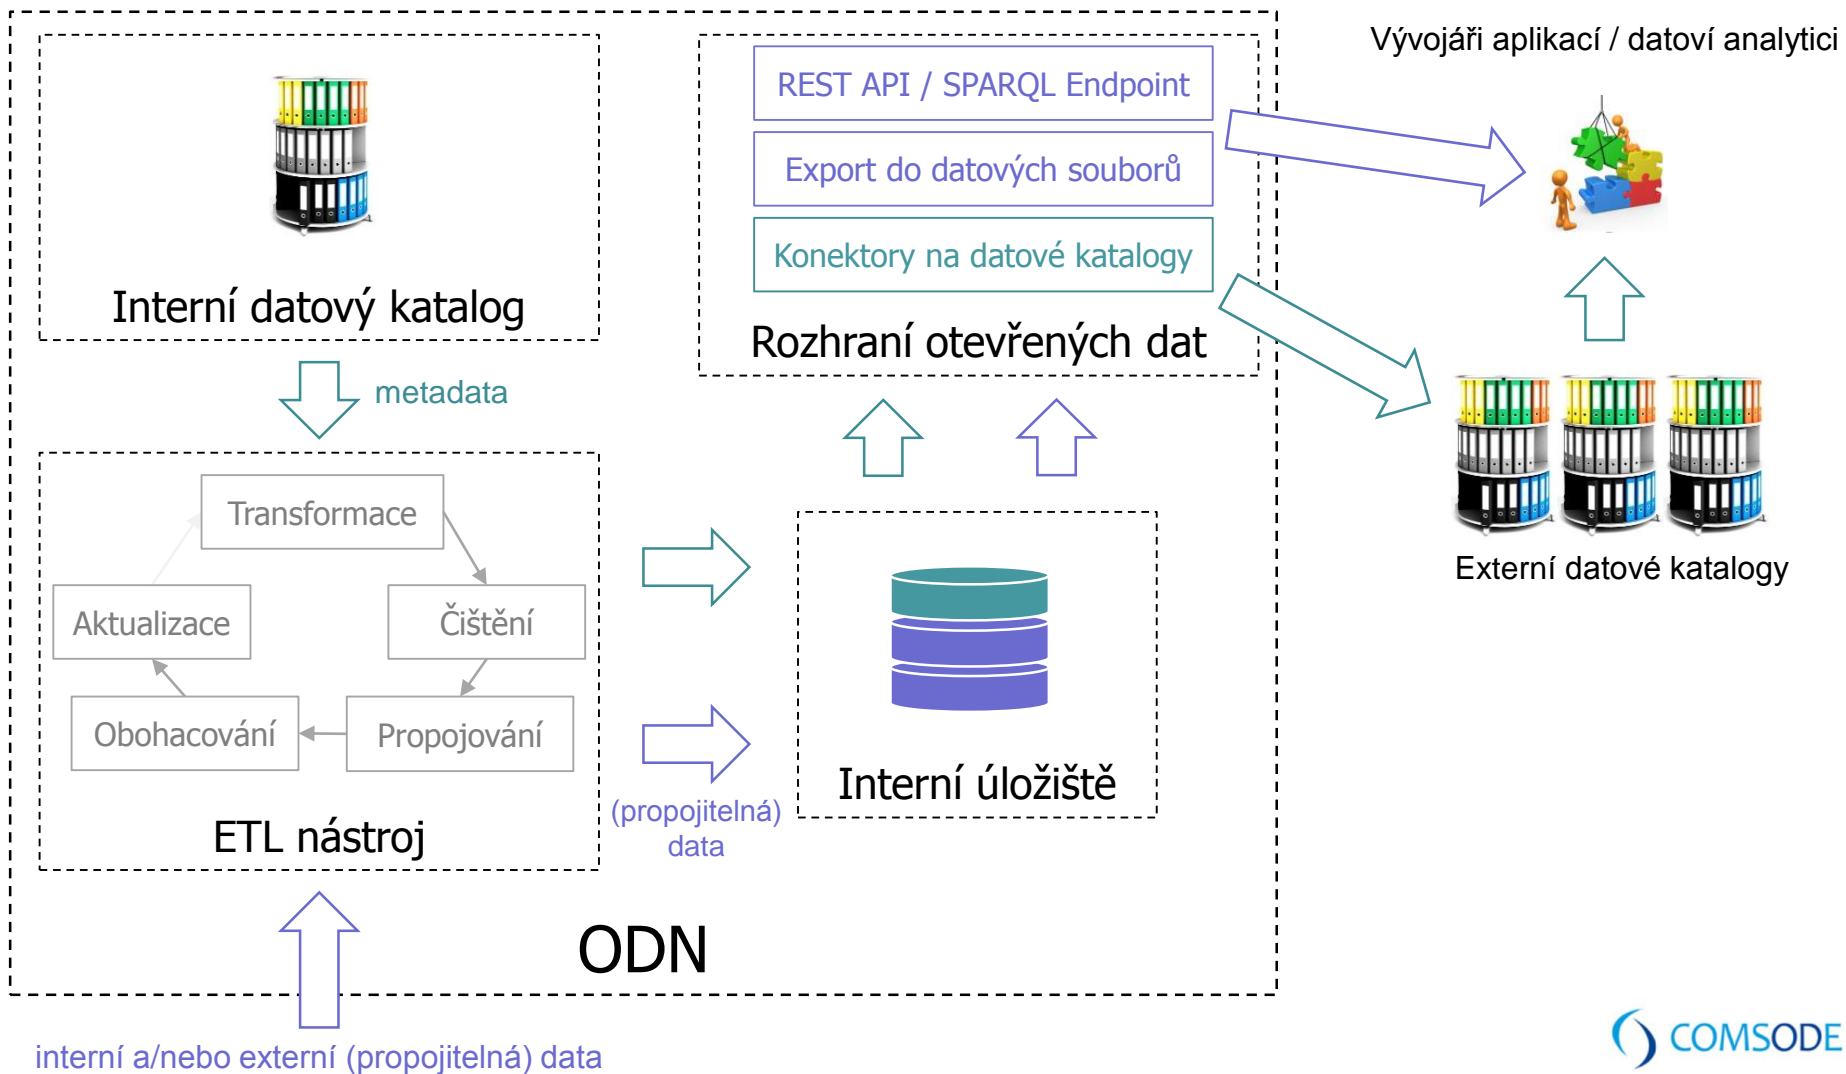 Vývojáři aplikací / datoví analytici
REST API / SPARQL Endpoint
Export do datových souborů
Konektory na datové katalogy
Interní datový katalog
Rozhraní otevřených dat
metadata
Transformace
Aktualizace
Čištění
Obohacování
Propojování
ETL nástroj
(propojitelná)
data
Interní úložiště
Externí datové katalogy
ODN
interní a/nebo externí (propojitelná) data
COMSODE